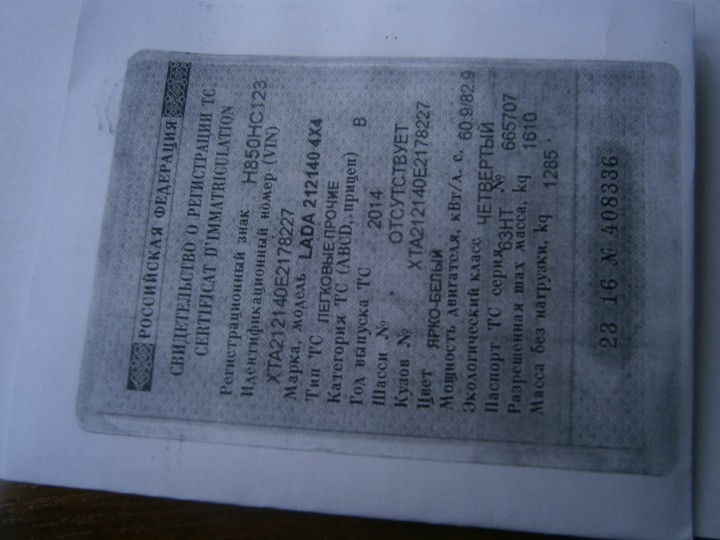 РОССИЙСКАЯ ФЕДЕРАЦИЯ
СВИДЕТЕЛЬСТВО О РЕГИСТРАЦИИ ТС
CERTIFICAT D'IMMATRICULATION
Регистрационный знак Н850НС123
Идентификационный номер (VIN)
XTA212140E2178227
Марка, модель LADA 212140 4X4
Тип ТС ЛЕГКОВЫЕ ПРОЧИЕ
Категория ТС (ABCD, прицеп) B
Год выпуска ТС 2014
Шасси № ОТСУТСТВУЕТ
Кузов № XTA212140E2178227
Цвет ЯРКО-БЕЛЫЙ
Мощность двигателя, кВт/л. с. 60.9/82.9
Экологический класс ЧЕТВЕРТЫЙ
Паспорт ТС серия 63НТ № 665707
Разрешенная max масса, kg 1610
Масса без нагрузки, kg 1285
23 16 № 408336